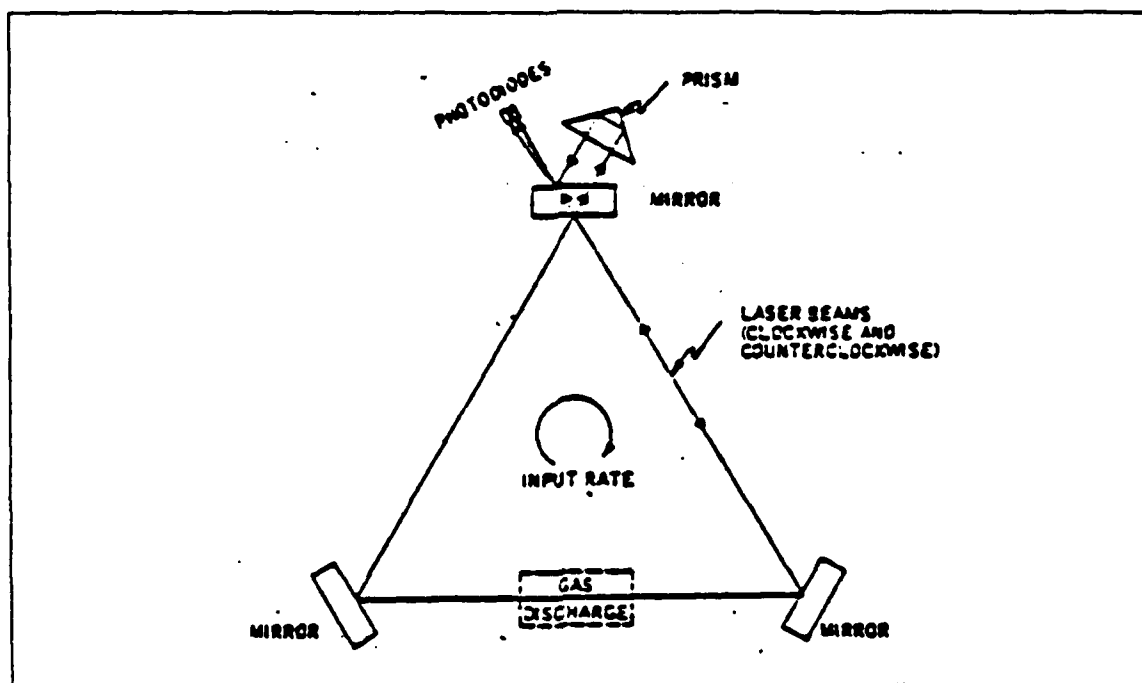 PHOTODIODES
PRISM
MIRROR
LASER BEAMS
(CLOCKWISE AND
COUNTERCLOCKWISE)
INPUT RATE
GAS
DISCHARGE
MIRROR
MIRROR